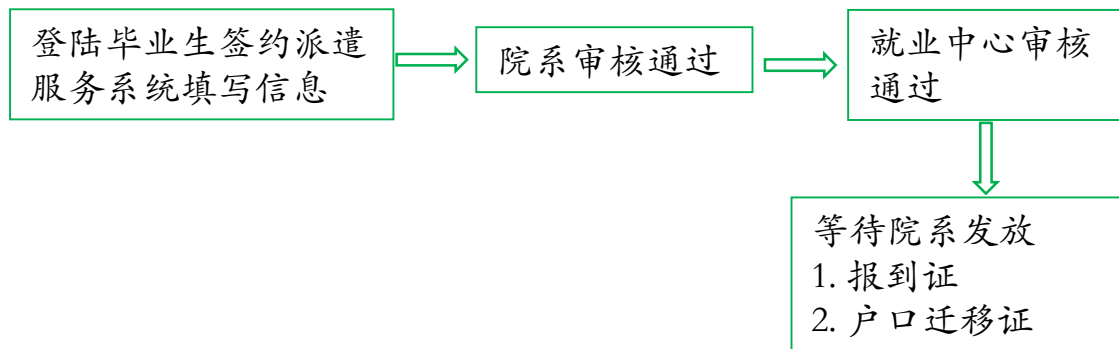 登陆毕业生签约派遣
服务系统填写信息
院系审核通过
就业中心审核
通过
等待院系发放
1. 报到证
2. 户口迁移证